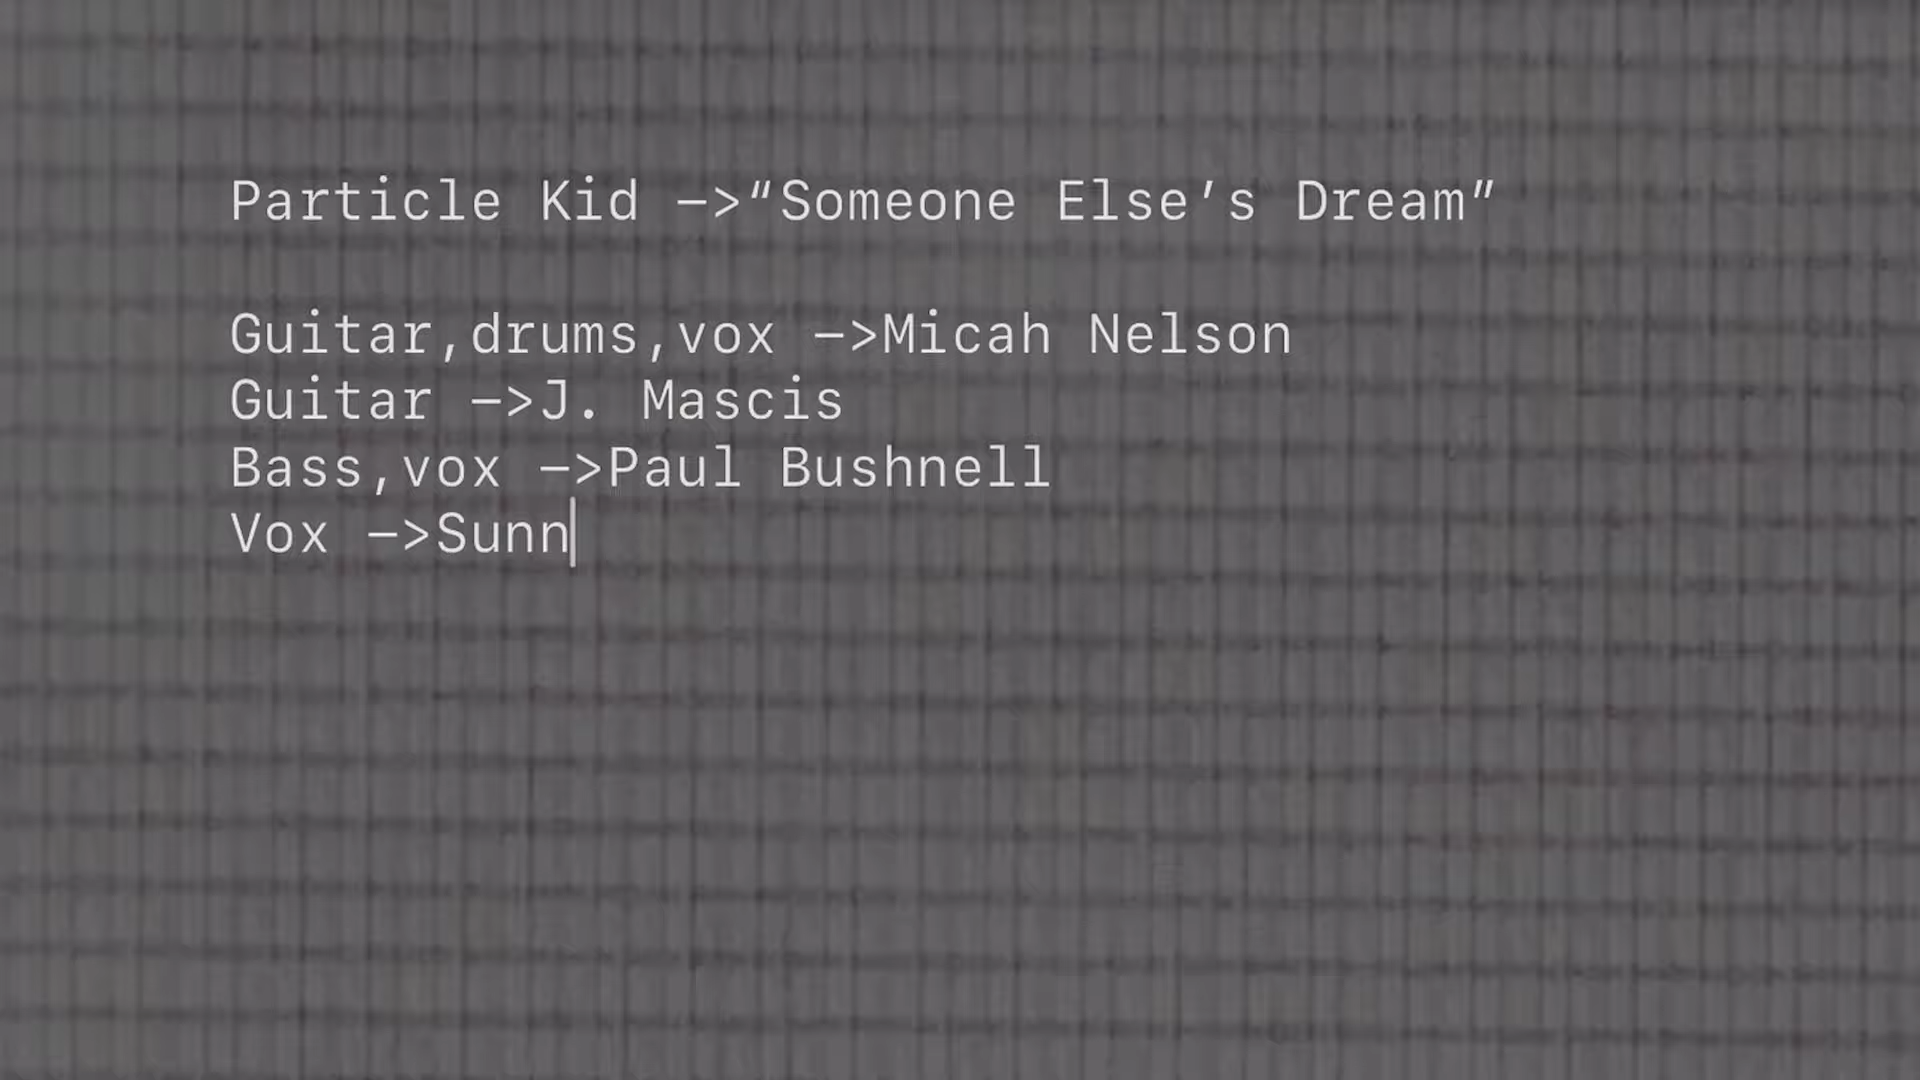 Particle Kid —>“Someone Else’s Dream”
Guitar,drums,vox —>Micah Nelson
Guitar —>J. Mascis
Bass,vox —>Paul Bushnell
Vox —>Sunn